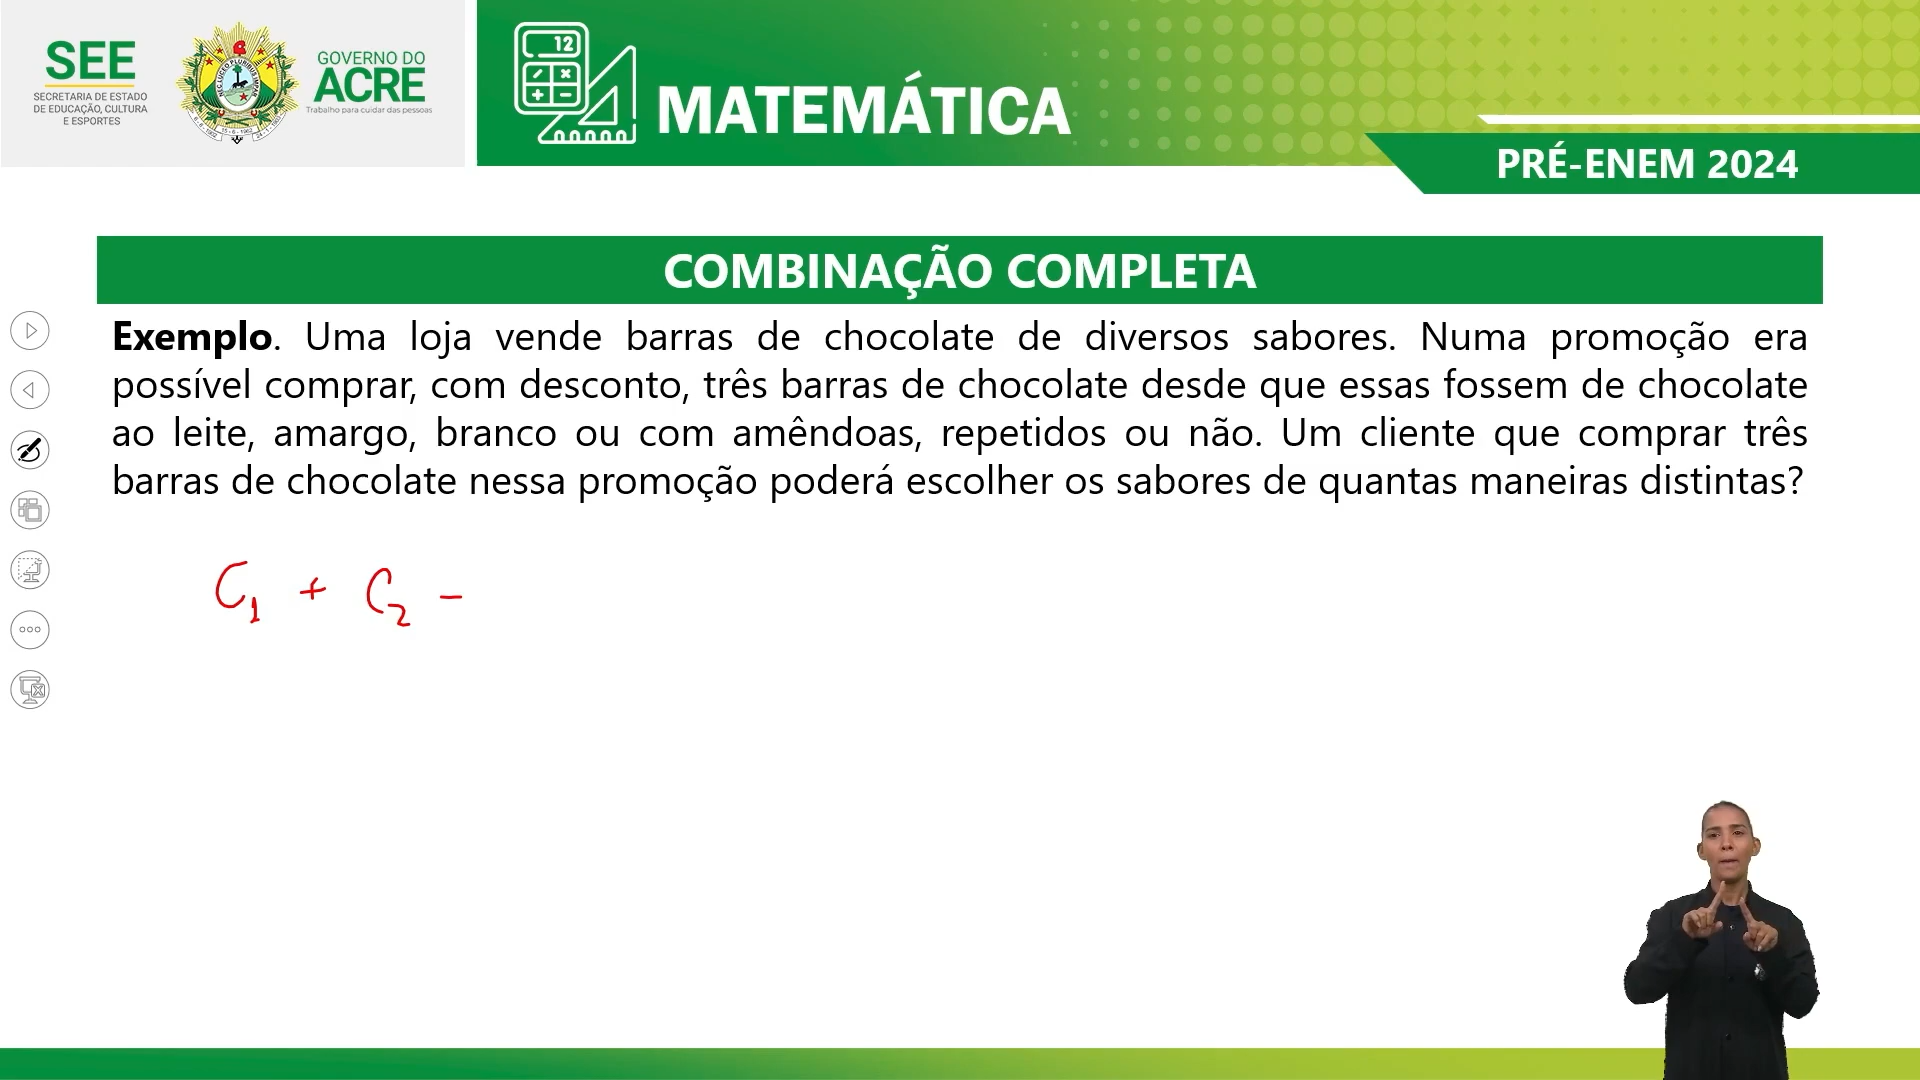 SEE
SECRETARIA DE ESTADO
DE EDUCAÇÃO, CULTURA
E ESPORTES
GOVERNO DO
ACRE
Trabalho para cuidar das pessoas
12
MATEMÁTICA
PRÉ-ENEM 2024
COMBINAÇÃO COMPLETA
Exemplo. Uma loja vende barras de chocolate de diversos sabores. Numa promoção era
possível comprar, com desconto, três barras de chocolate desde que essas fossem de chocolate
ao leite, amargo, branco ou com amêndoas, repetidos ou não. Um cliente que comprar três
barras de chocolate nessa promoção poderá escolher os sabores de quantas maneiras distintas?
C₁ + C₂ -